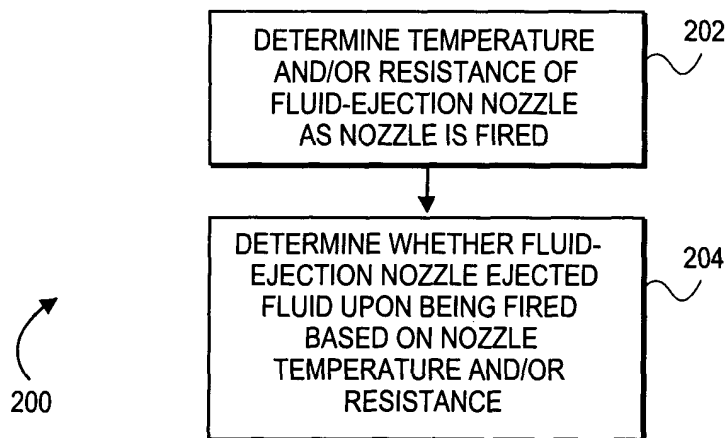 DETERMINE TEMPERATURE
AND/OR RESISTANCE OF
FLUID-EJECTION NOZZLE
AS NOZZLE IS FIRED
202
DETERMINE WHETHER FLUID-
EJECTION NOZZLE EJECTED
FLUID UPON BEING FIRED
BASED ON NOZZLE
TEMPERATURE AND/OR
RESISTANCE
204
200